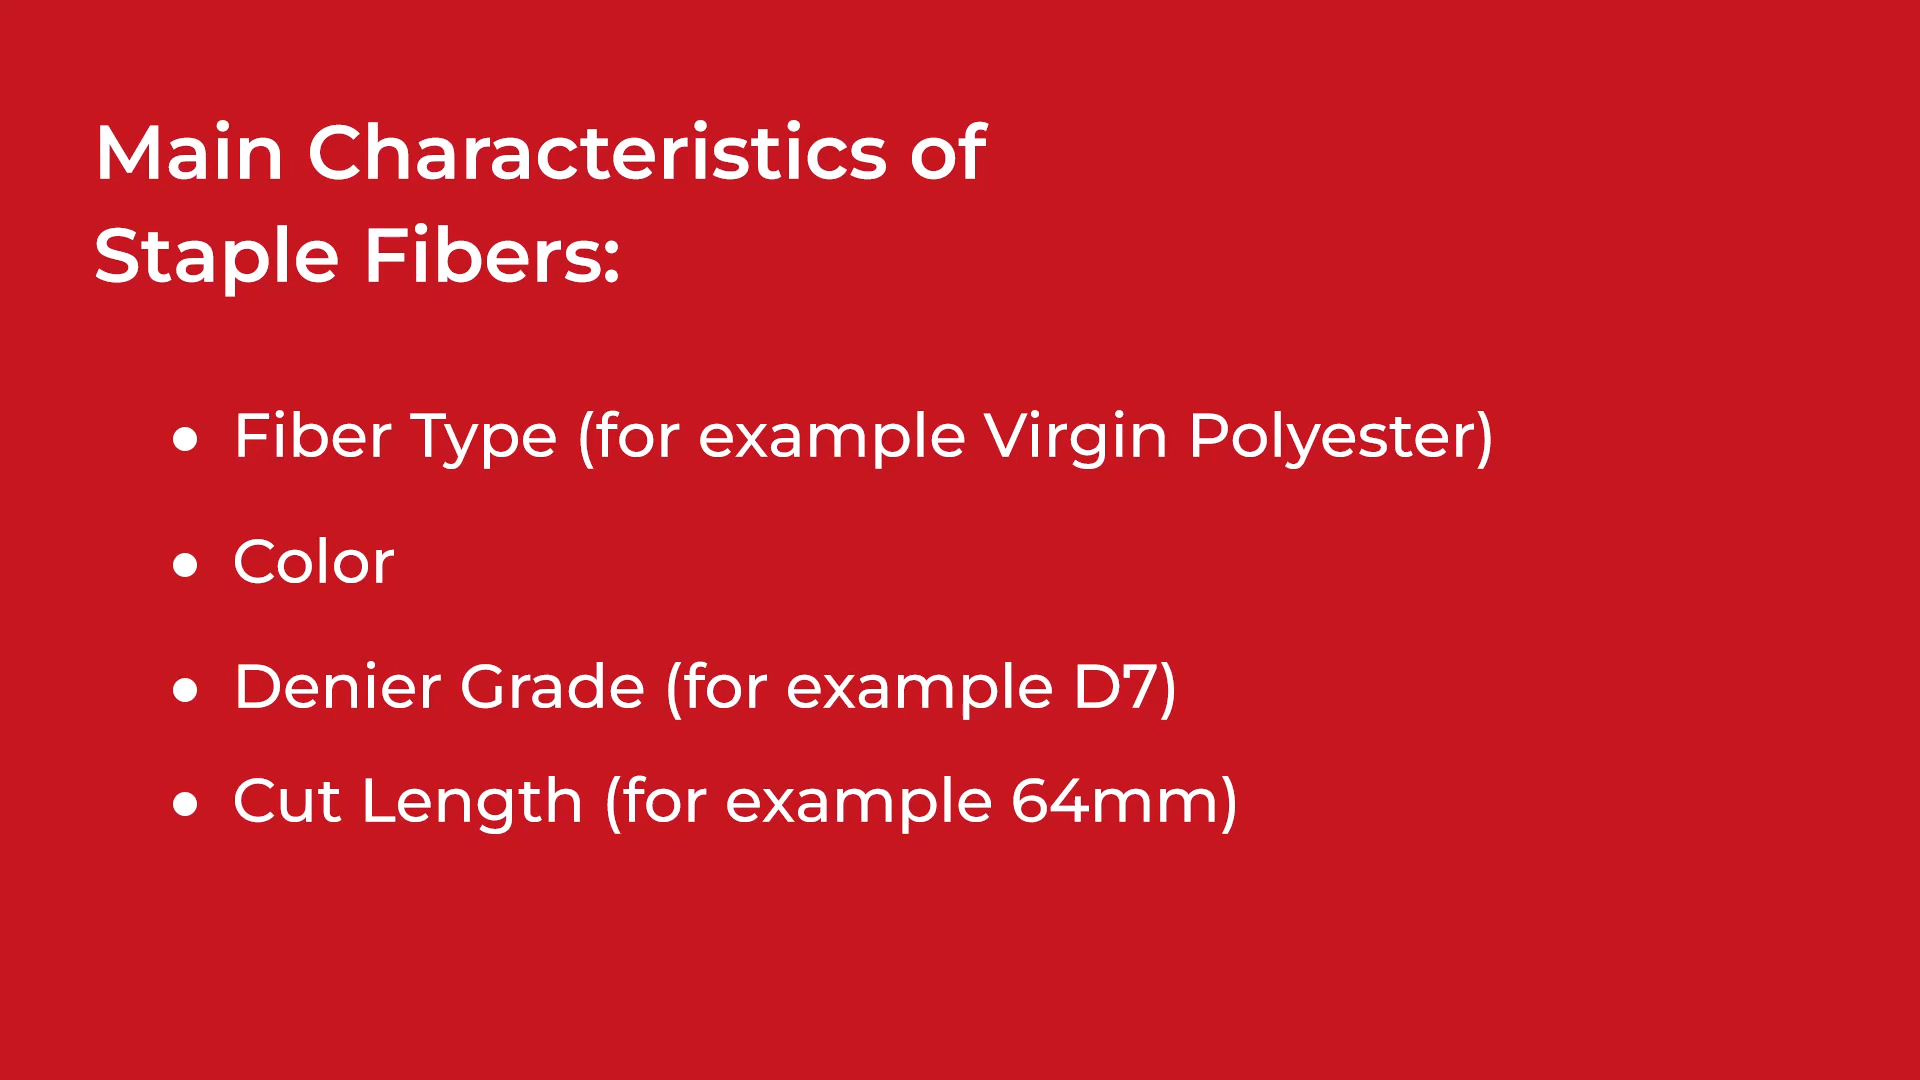 Main Characteristics of
Staple Fibers:
● Fiber Type (for example Virgin Polyester)
● Color
● Denier Grade (for example D7)
● Cut Length (for example 64mm)